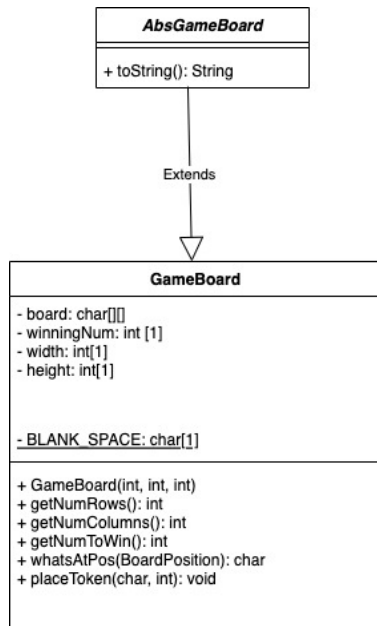 AbsGameBoard
+ toString(): String
Extends
GameBoard
- board: char[][]
- winningNum: int [1]
- width: int[1]
- height: int[1]
- BLANK_SPACE: char[1]
+ GameBoard(int, int, int)
+ getNumRows(): int
+ getNumColumns(): int
+ getNumToWin(): int
+ whatsAtPos(BoardPosition): char
+ placeToken(char, int): void